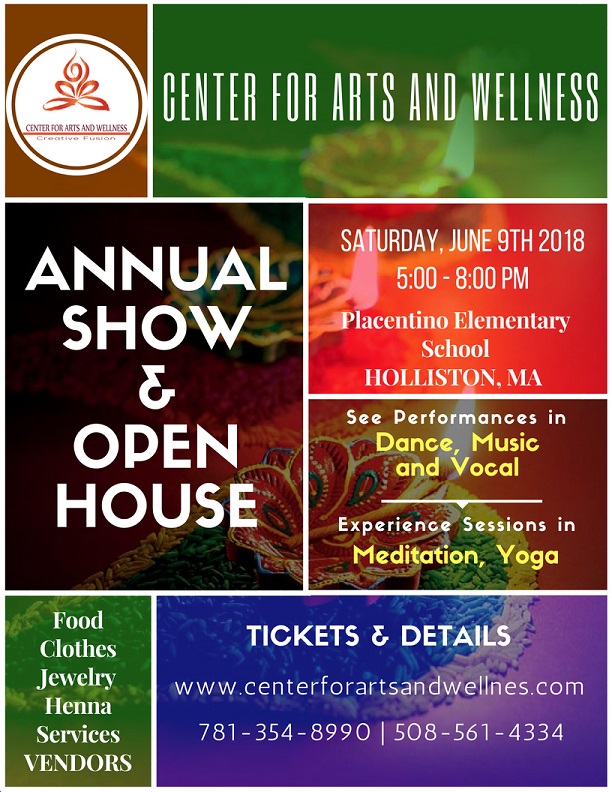 CENTER FOR ARTS AND WELLNESS
Creative Fusion
CENTER FOR ARTS AND WELLNESS
ANNUAL
SHOW
&
OPEN
HOUSE
SATURDAY, JUNE 9TH 2018
5:00 - 8:00 PM
Placentino Elementary
School
HOLLISTON, MA
See Performances in
Dance, Music
and Vocal
Experience Sessions in
Meditation, Yoga
Food
Clothes
Jewelry
Henna
Services
VENDORS
TICKETS & DETAILS
www.centerforartsandwellnes.com
781-354-8990 | 508-561-4334